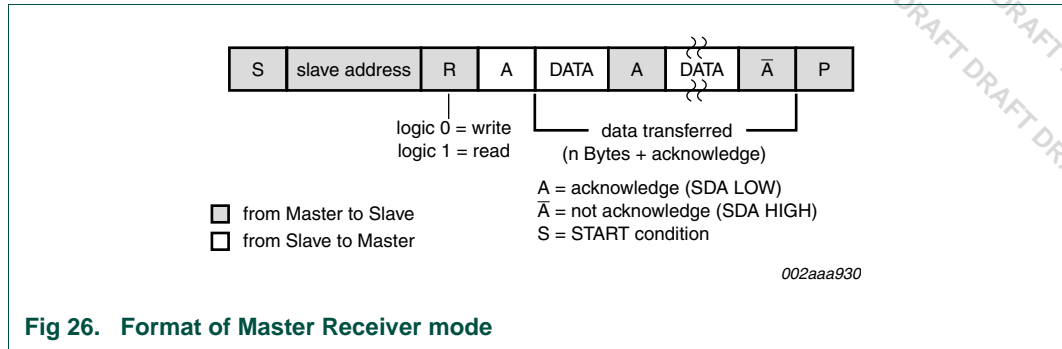 DRAFT DRAFT DRAFT DR
DRAFT
S slave address R A DATA A DATA A̅ P
logic 0 = write
logic 1 = read
data transferred
(n Bytes + acknowledge)
A = acknowledge (SDA LOW)
A̅ = not acknowledge (SDA HIGH)
S = START condition
from Master to Slave
from Slave to Master
002aaa930
Fig 26. Format of Master Receiver mode